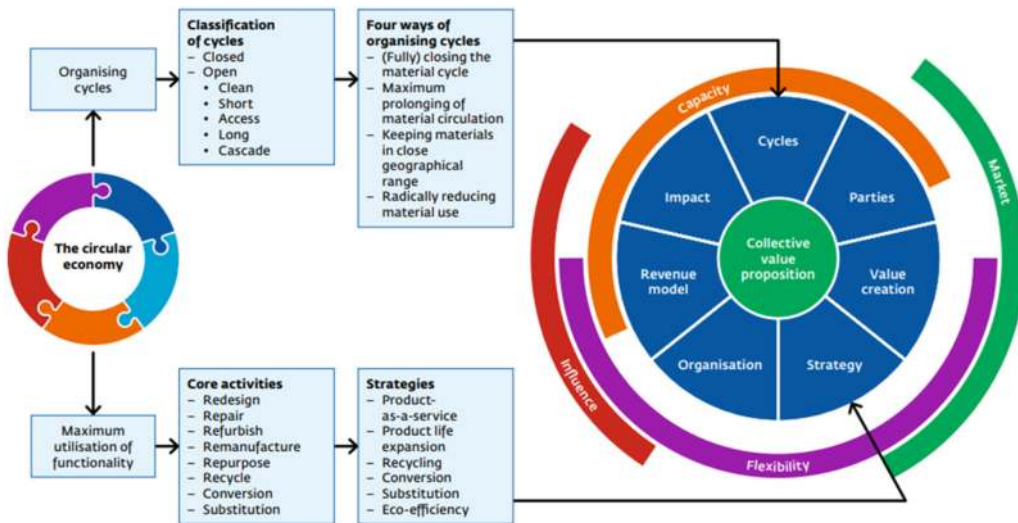 The circular
economy
Organising
cycles
Classification
of cycles
– Closed
– Open
• Clean
• Short
• Access
• Long
• Cascade
Four ways of
organising cycles
– (Fully) closing the
material cycle
– Maximum
prolonging of
material circulation
– Keeping materials
in close
geographical
range
– Radically reducing
material use
Maximum
utilisation of
functionality
Core activities
– Redesign
– Repair
– Refurbish
– Remanufacture
– Repurpose
– Recycle
– Conversion
– Substitution
Strategies
– Product-
as-a-service
– Product life
expansion
– Recycling
– Conversion
– Substitution
– Eco-efficiency
Capacity
Market
Influence
Flexibility
Cycles
Parties
Value
creation
Strategy
Organisation
Revenue
model
Impact
Collective
value
proposition